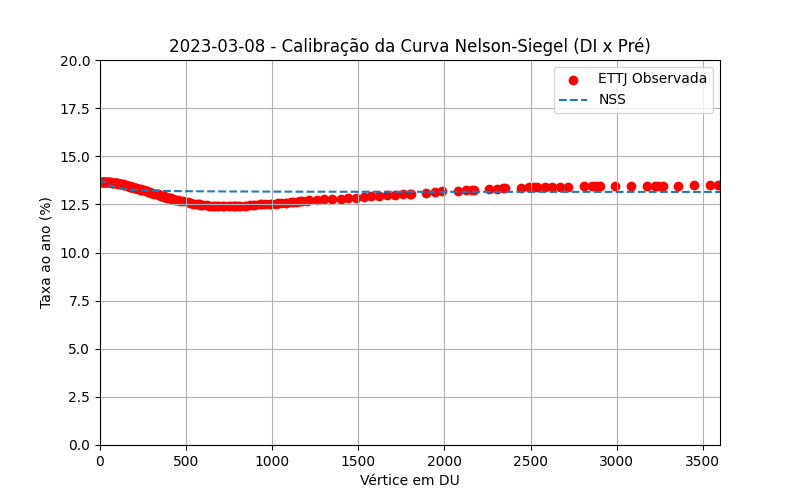 2023-03-08 - Calibração da Curva Nelson-Siegel (DI x Pré)
20.0
17.5
15.0
12.5
10.0
7.5
5.0
2.5
0.0
Taxa ao ano (%)
ETTJ Observada
NSS
0 500 1000 1500 2000 2500 3000 3500
Vértice em DU